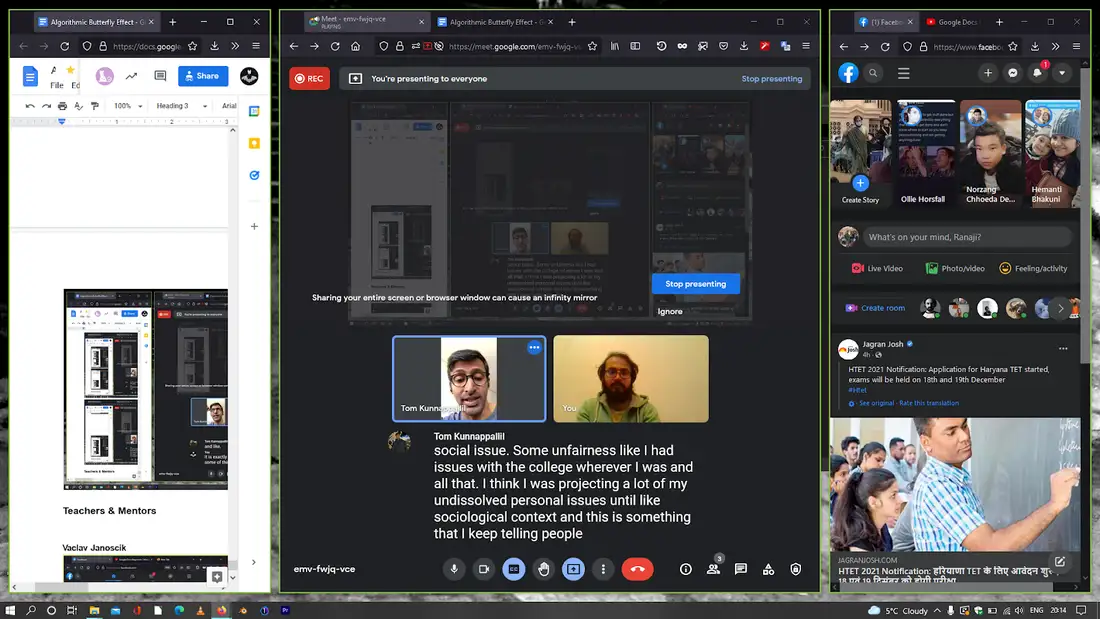 Algorithmic Butterfly Effect - G
https://docs.google.
A
File
Ed
Share
100%
Heading 3
Arial
1
2
3
Teachers & Mentors
Teachers & Mentors
Vaclav Janoscik
Meet - emv-fwjq-vce
PLAYING
Algorithmic Butterfly Effect - G
https://meet.google.com/emv-fwjq-v
REC
You're presenting to everyone
Stop presenting
Sharing your entire screen or browser window can cause an infinity mirror
Stop presenting
Ignore
Tom Kunnappallil
You
Tom Kunnappallil
social issue. Some unfairness like I had
issues with the college wherever I was and
all that. I think I was projecting a lot of my
undissolved personal issues until like
sociological context and this is something
that I keep telling people
emv-fwjq-vce
3
(1) Facebook
Google Docs
https://www.facebo
1
Create Story
Ollie Horsfall
Norzang
Chhoeda De...
Hemanti
Bhakuni
What's on your mind, Ranaji?
Live Video
Photo/video
Feeling/activity
Create room
Jagran Josh
4h
HTET 2021 Notification: Application for Haryana TET started,
exams will be held on 18th and 19th December
#Htet
See original · Rate this translation
JAGRANJOSH.COM
HTET 2021 Notification: हरियाणा TET के लिए आवेदन शुरू,
18 एवं 19 दिसंबर को होगी परीक्षा
5°C Cloudy
ENG
20:14